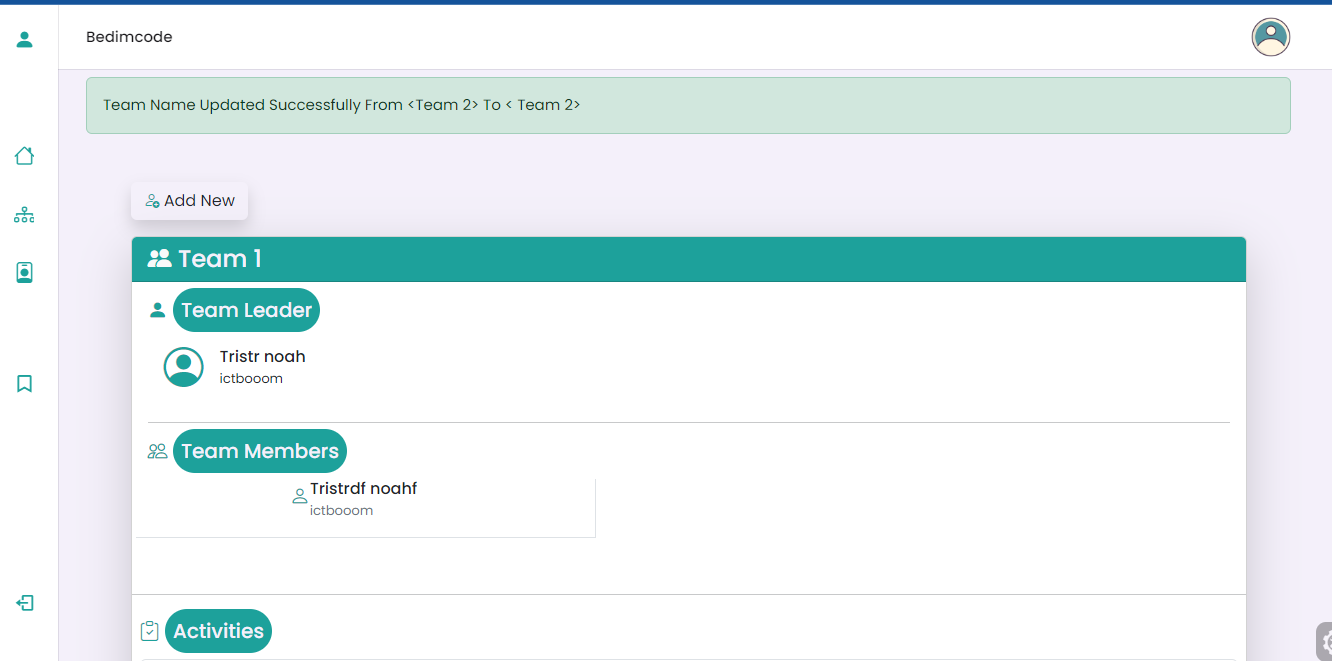 Bedimcode
Team Name Updated Successfully From <Team 2> To < Team 2>
Add New
Team 1
Team Leader
Tristr noah
ictbooom
Team Members
Tristrdf noahf
ictbooom
Activities